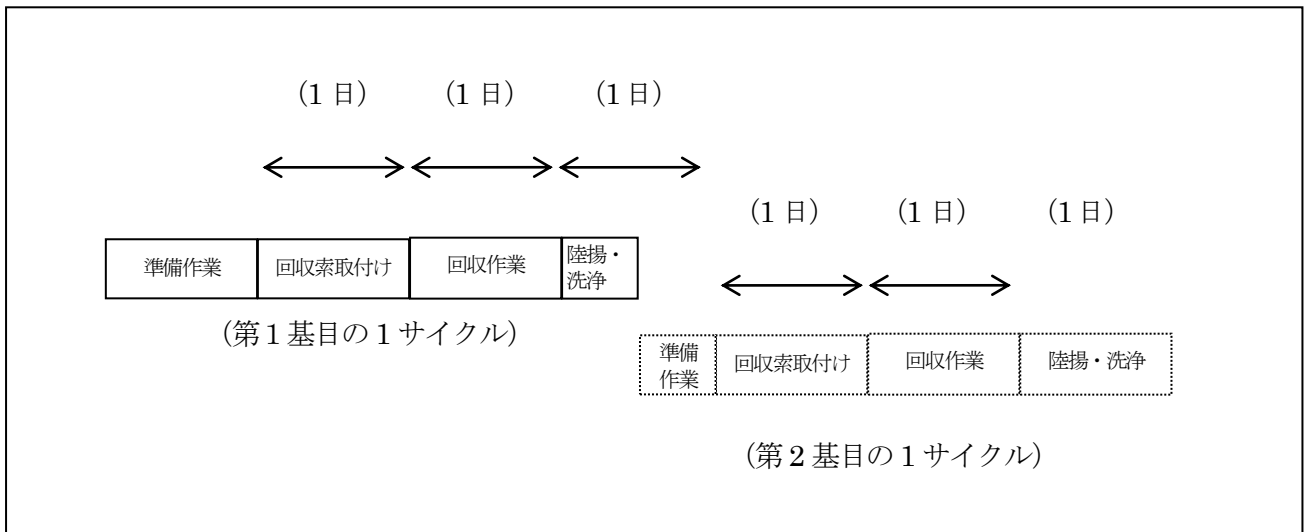 （1 日） （1 日） （1 日）
（1 日） （1 日） （1 日）
準備作業 回収索取付け 回収作業 陸揚・
洗浄
（第１基目の 1 サイクル）
準備
作業 回収索取付け 回収作業 陸揚・洗浄
（第 2 基目の 1 サイクル）